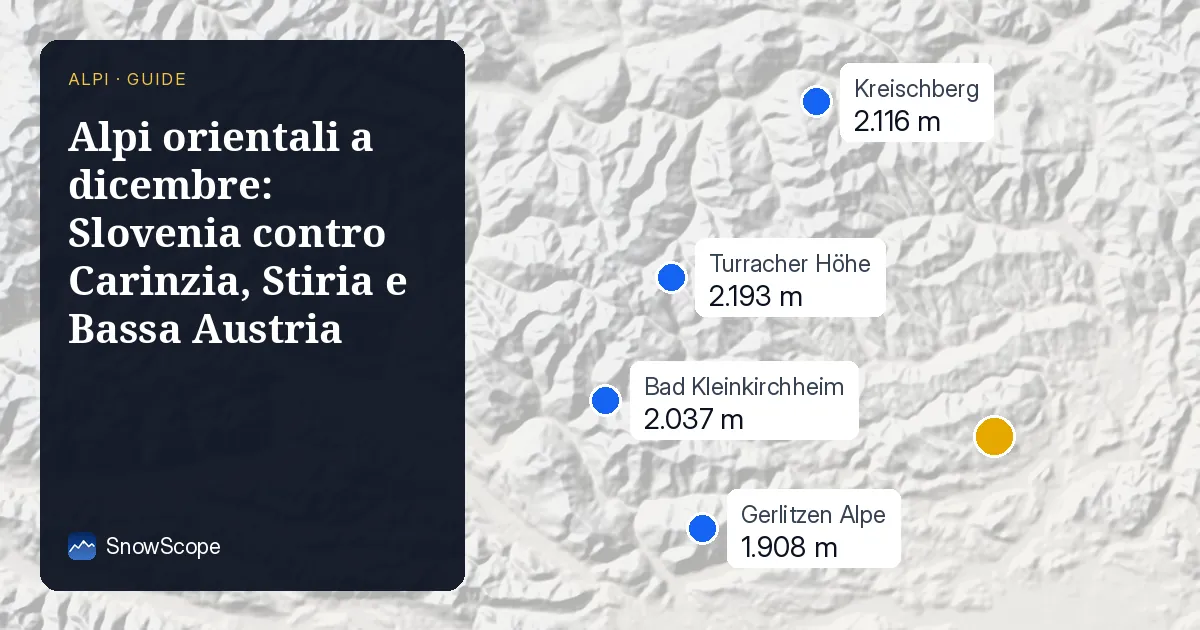 ALPI · GUIDE
Alpi orientali a
dicembre:
Slovenia contro
Carinzia, Stiria e
Bassa Austria
SnowScope
Kreischberg
2.116 m
Turracher Höhe
2.193 m
Bad Kleinkirchheim
2.037 m
Gerlitzen Alpe
1.908 m